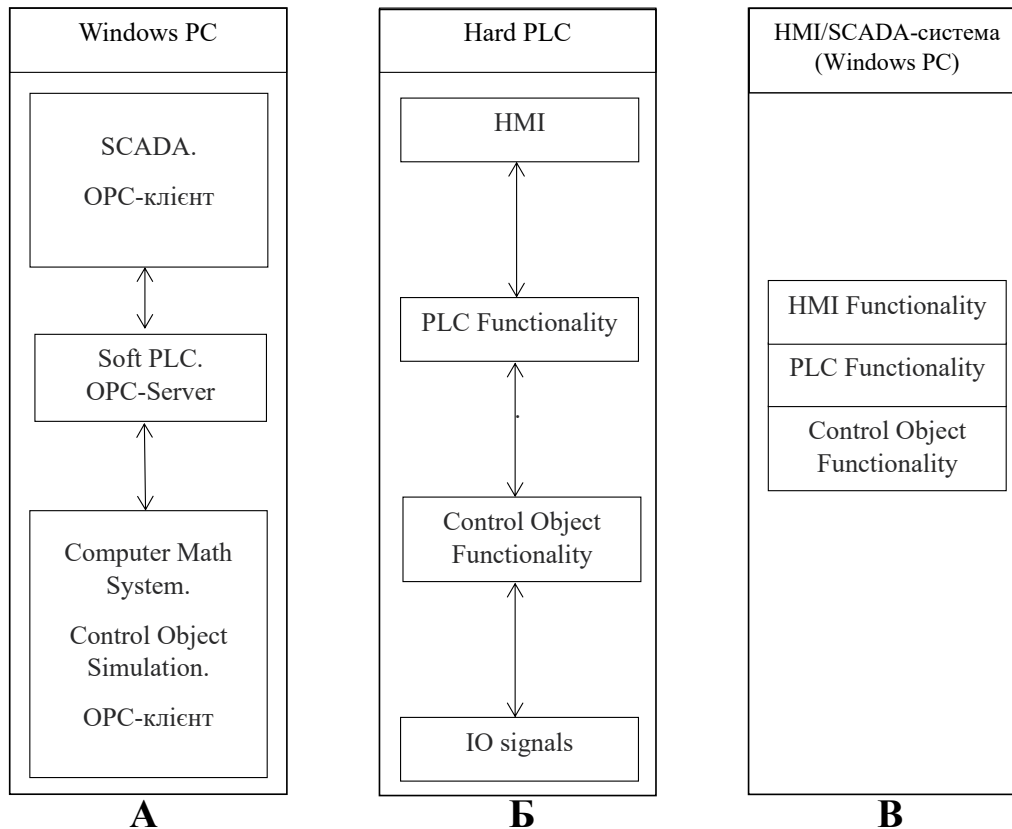 Windows PC
SCADA.
OPC-клієнт
Soft PLC.
OPC-Server
Computer Math
System.
Control Object
Simulation.
OPC-клієнт
А
Hard PLC
HMI
PLC Functionality
Control Object
Functionality
IO signals
Б
HMI/SCADA-система
(Windows PC)
HMI Functionality
PLC Functionality
Control Object
Functionality
В